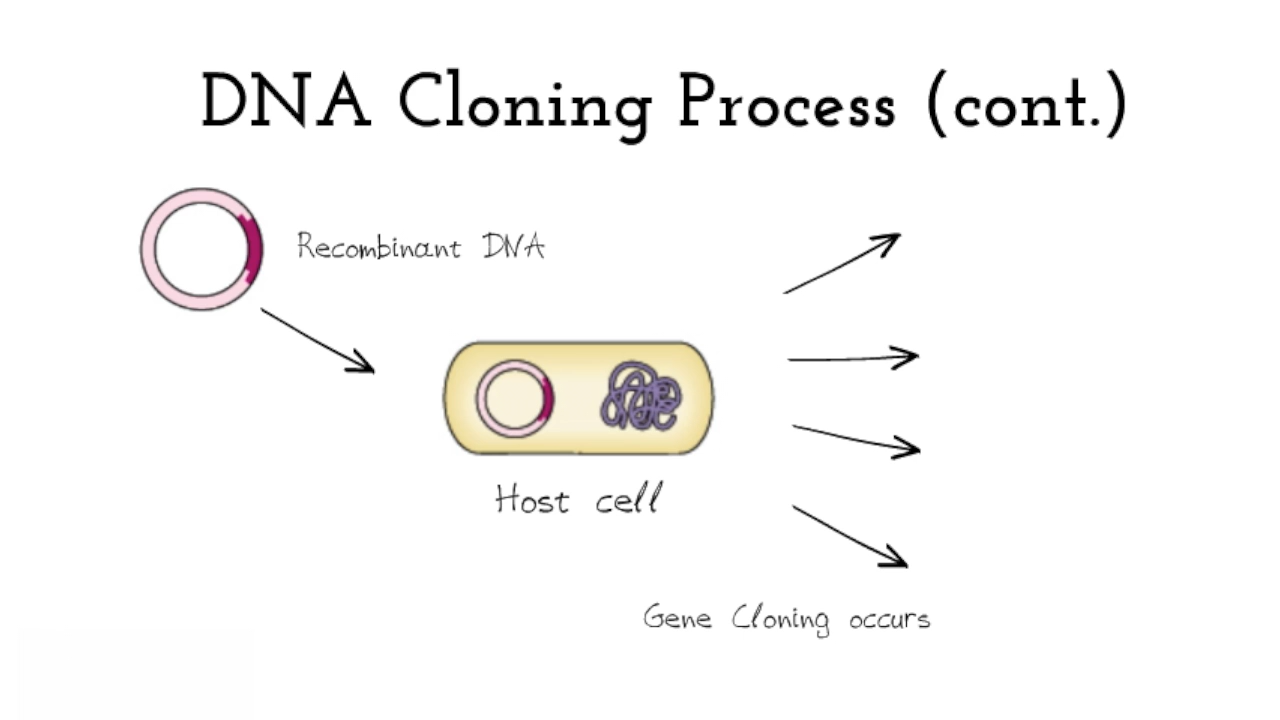 DNA Cloning Process (cont.)
Recombinant DNA
Host cell
Gene Cloning occurs